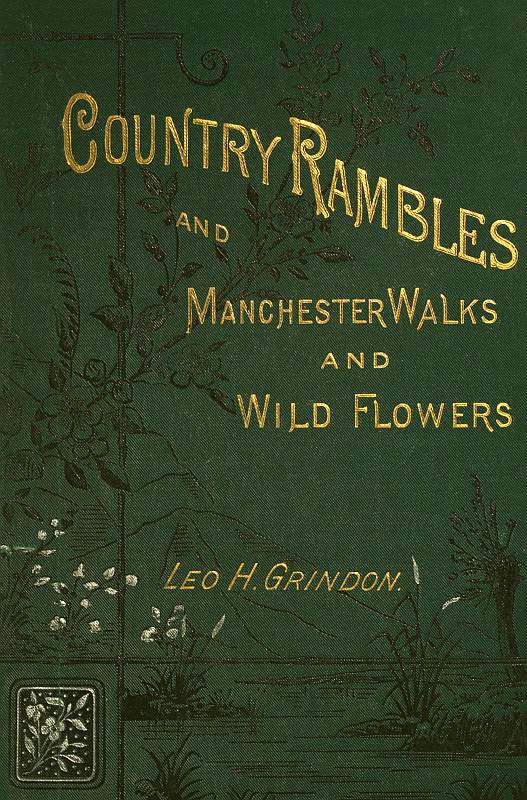 COUNTRY RAMBLES
AND
MANCHESTER WALKS
AND
WILD FLOWERS
LEO H. GRINDON.